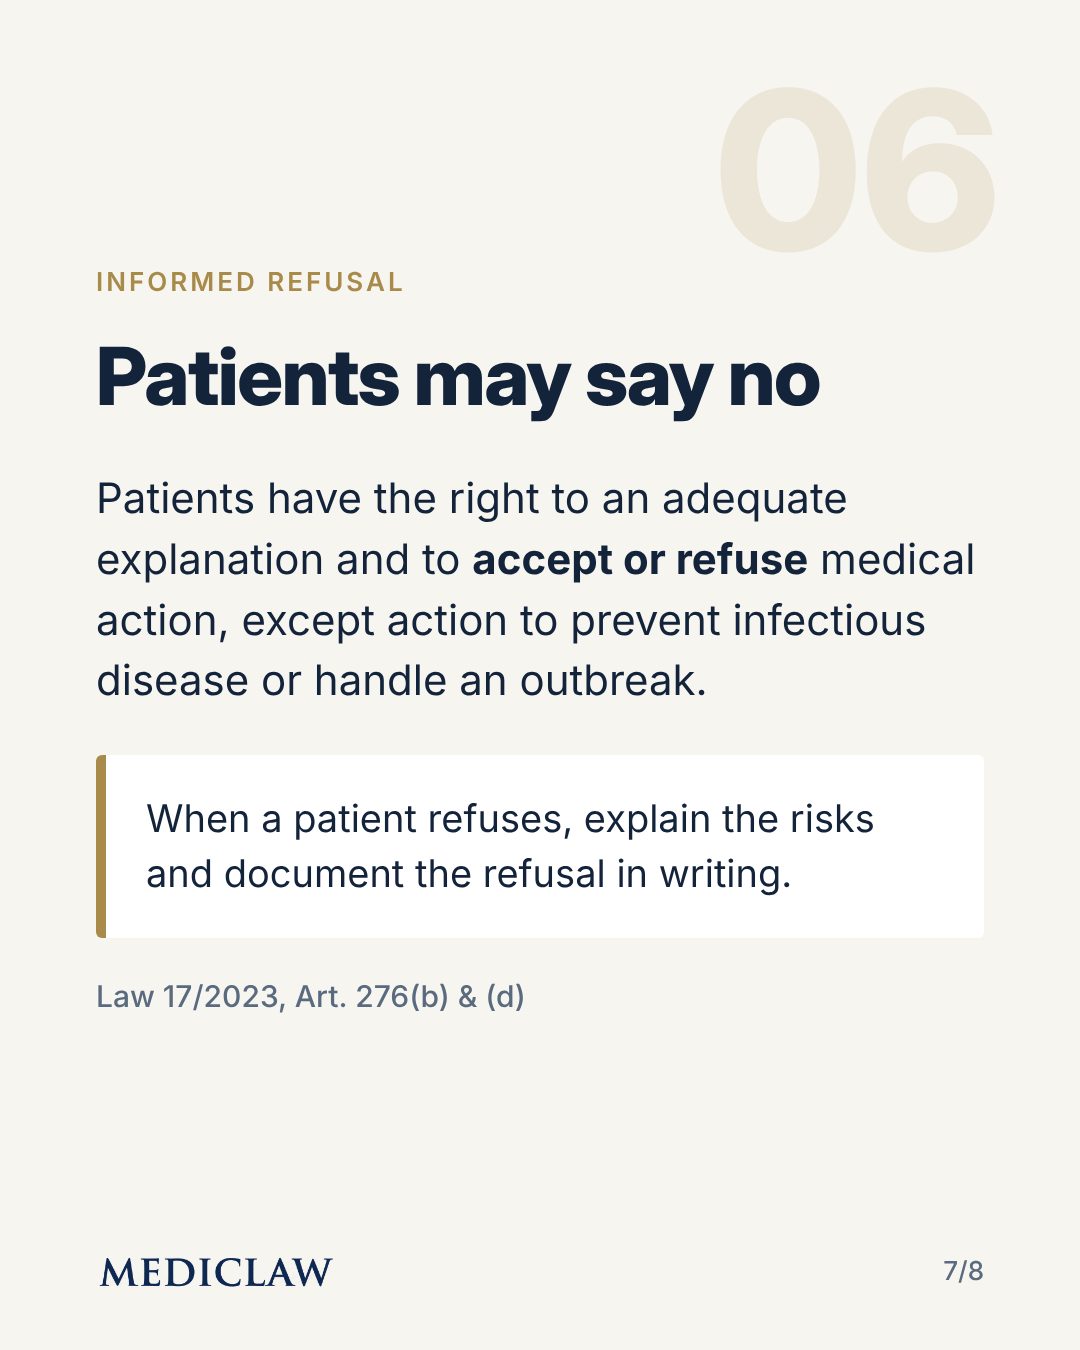 06
INFORMED REFUSAL
Patients may say no
Patients have the right to an adequate
explanation and to accept or refuse medical
action, except action to prevent infectious
disease or handle an outbreak.
When a patient refuses, explain the risks
and document the refusal in writing.
Law 17/2023, Art. 276(b) & (d)
MEDICLAW
7/8